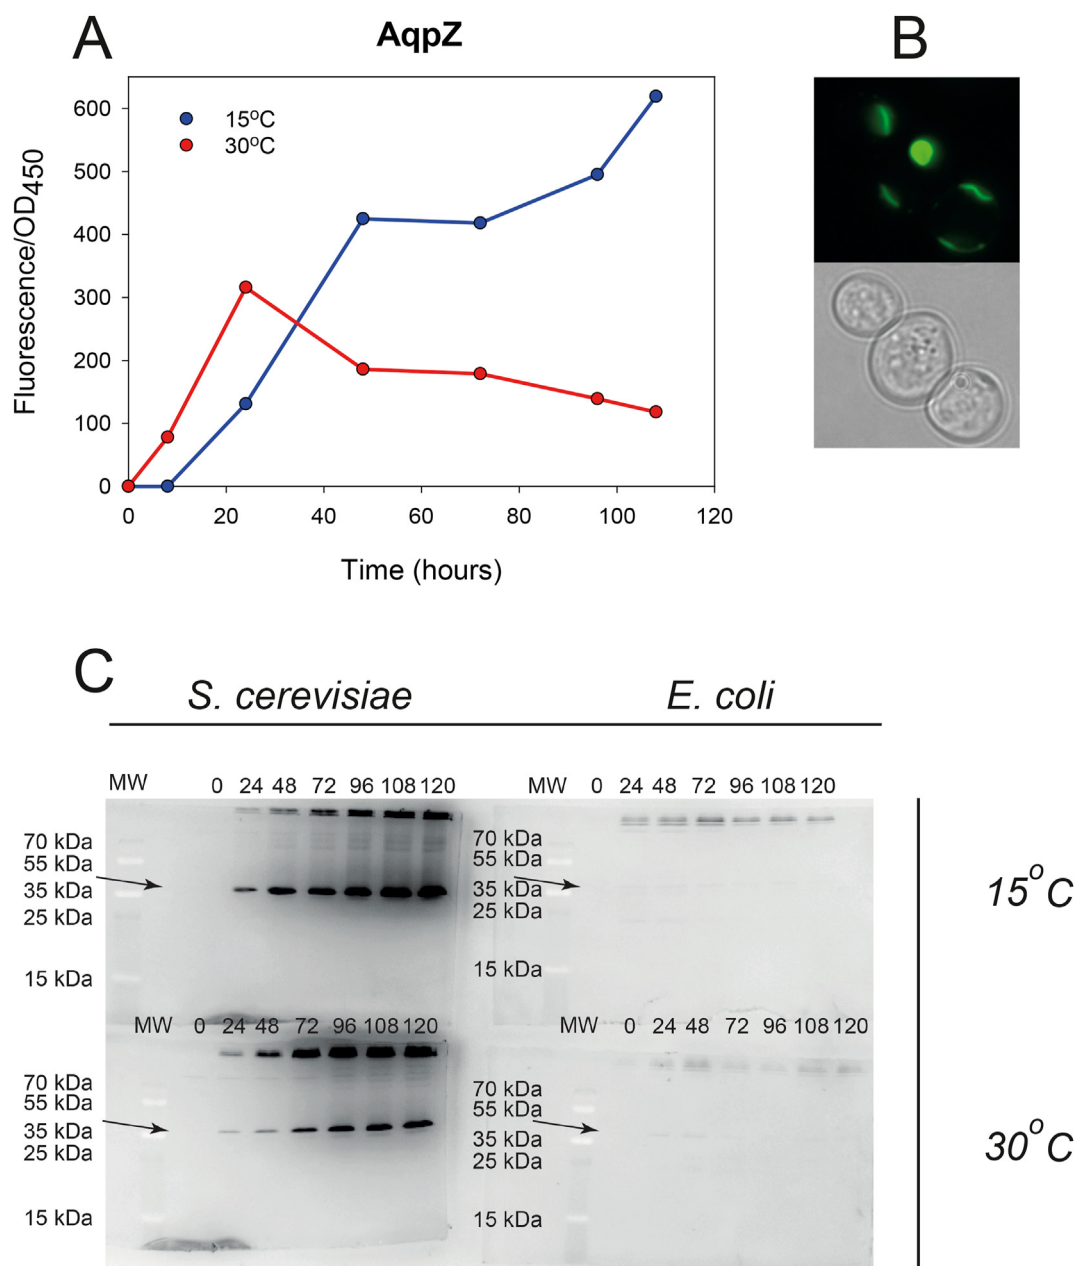 A
AqpZ
B
Fluorescence/OD450
600
500
400
300
200
100
0
15°C
30°C
0 20 40 60 80 100 120
Time (hours)
C
S. cerevisiae E. coli
MW 0 24 48 72 96 108 120 MW 0 24 48 72 96 108 120
70 kDa
55 kDa
35 kDa
25 kDa
15 kDa
70 kDa
55 kDa
35 kDa
25 kDa
15 kDa
15°C
MW 0 24 48 72 96 108 120 MW 0 24 48 72 96 108 120
70 kDa
55 kDa
35 kDa
25 kDa
15 kDa
70 kDa
55 kDa
35 kDa
25 kDa
15 kDa
30°C